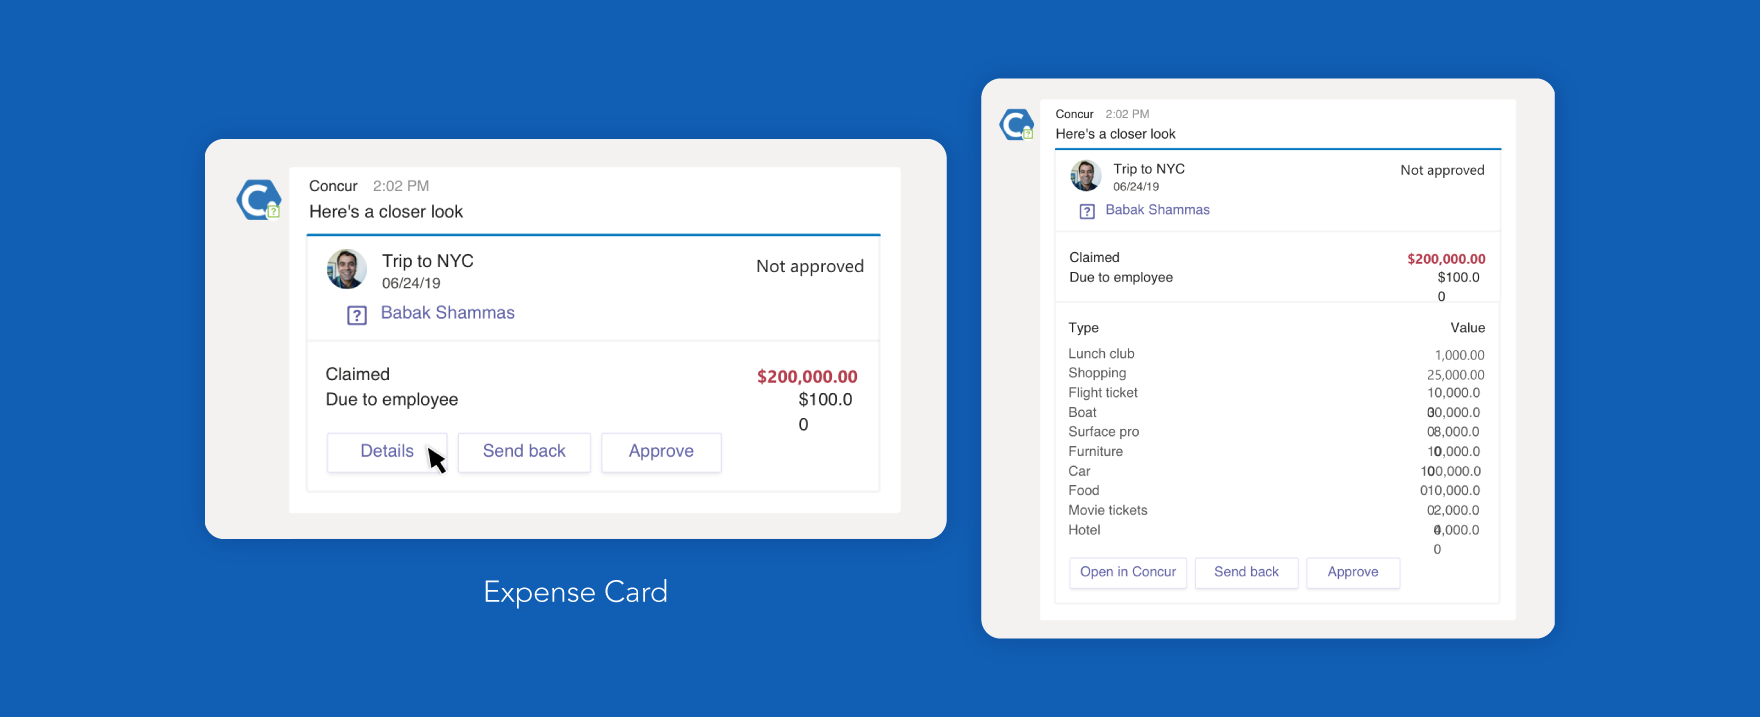 Concur 2:02 PM
Here's a closer look
Trip to NYC
06/24/19
Not approved
? Babak Shammas
Claimed $200,000.00
Due to employee $100.0
0
Details Send back Approve
Expense Card
Concur 2:02 PM
Here's a closer look
Trip to NYC
06/24/19
Not approved
? Babak Shammas
Claimed $200,000.00
Due to employee $100.0
0
Type Value
Lunch club 1,000.00
Shopping 25,000.00
Flight ticket 10,000.0
Boat 30,000.0
Surface pro 08,000.0
Furniture 10,000.0
Car 100,000.0
Food 010,000.0
Movie tickets 02,000.0
Hotel 4,000.0
0
Open in Concur Send back Approve